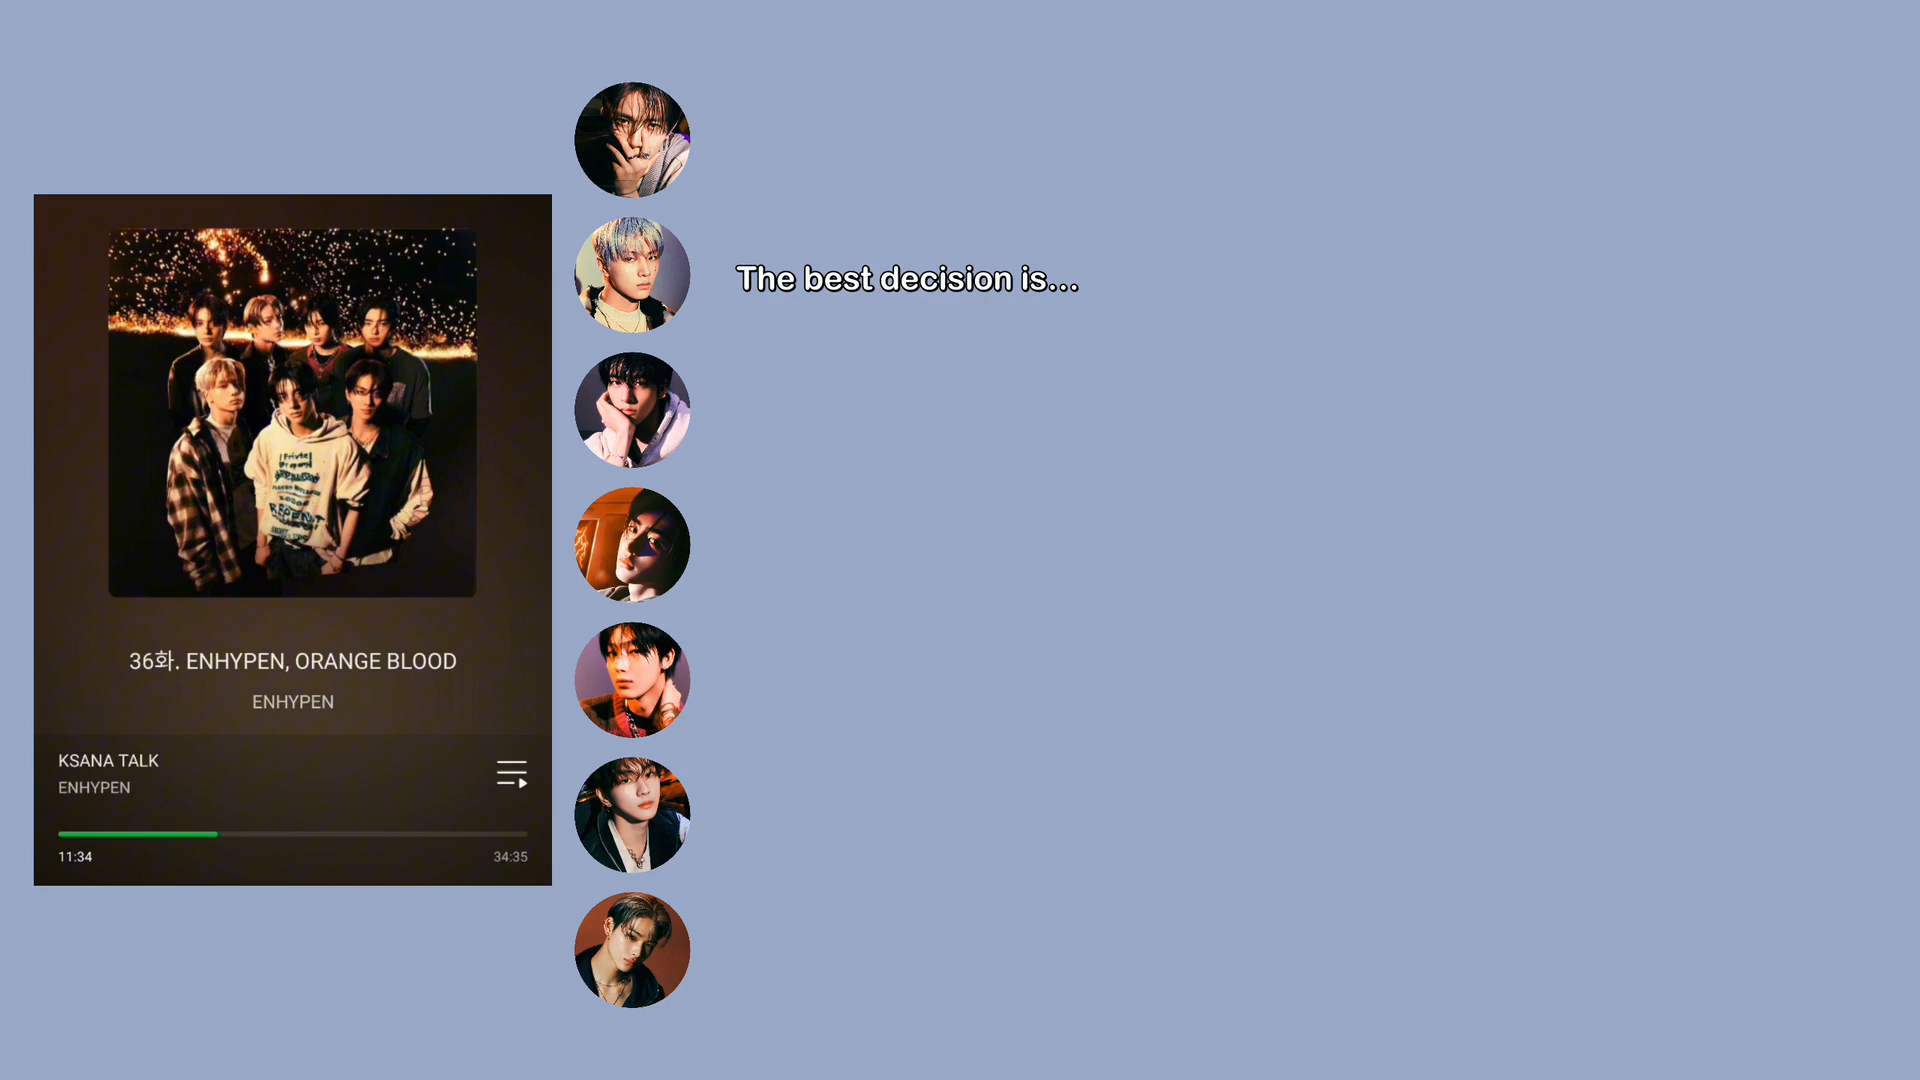 The best decision is...
36화. ENHYPEN, ORANGE BLOOD
ENHYPEN
KSANA TALK
ENHYPEN
11:34
34:35